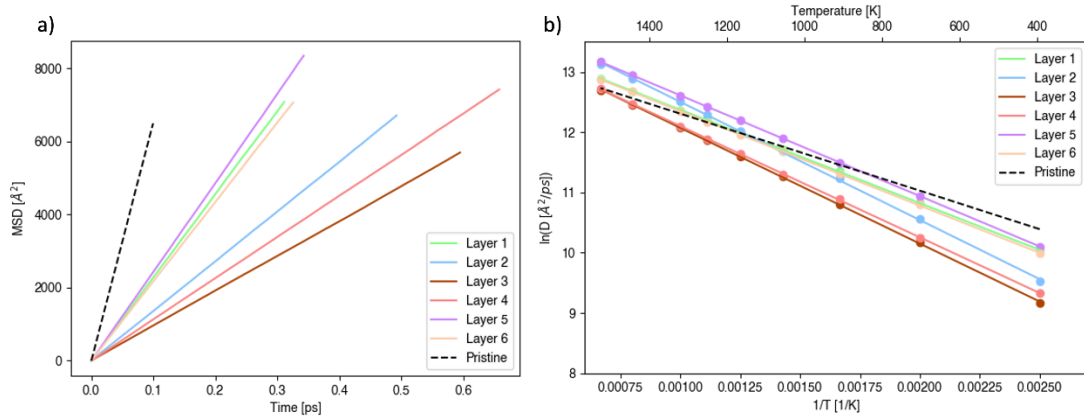 a)
MSD [Å²]
8000
6000
4000
2000
0
0.0 0.1 0.2 0.3 0.4 0.5 0.6
Time [ps]
Layer 1
Layer 2
Layer 3
Layer 4
Layer 5
Layer 6
Pristine
b)
Temperature [K]
1400 1200 1000 800 600 400
ln(D [Å²/ps])
13
12
11
10
9
8
0.00075 0.00100 0.00125 0.00150 0.00175 0.00200 0.00225 0.00250
1/T [1/K]
Layer 1
Layer 2
Layer 3
Layer 4
Layer 5
Layer 6
Pristine